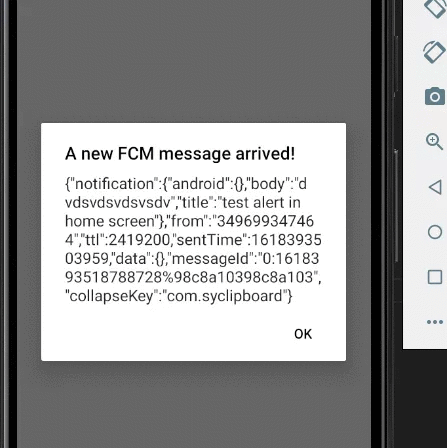 A new FCM message arrived!
{"notification":{"android":{},"body":"d
vdsvdsvdsvsdv","title":"test alert in
home screen"},"from":"34969934746
4","ttl":2419200,"sentTime":16183935
03959,"data":{},"messageId":"0:16183
93518788728%98c8a10398c8a103",
"collapseKey":"com.syclipboard"}
OK